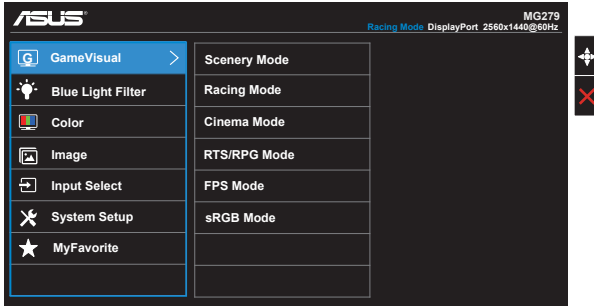 ASUS
MG279
Racing Mode DisplayPort 2560x1440@60Hz
G GameVisual
Blue Light Filter
Color
Image
Input Select
System Setup
MyFavorite
Scenery Mode
Racing Mode
Cinema Mode
RTS/RPG Mode
FPS Mode
sRGB Mode